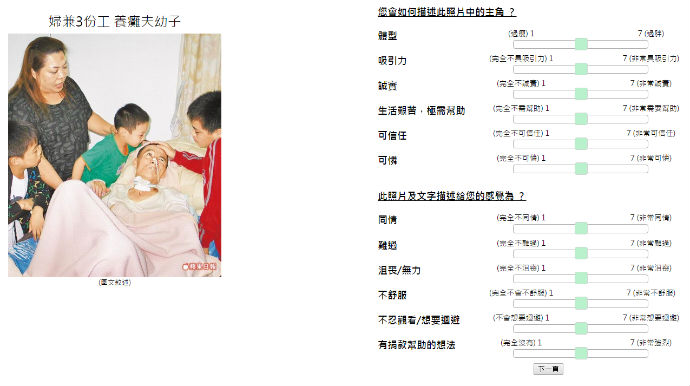 婦兼3份工 養癱夫幼子
蘋果日報
您會如何描述此照片中的主角 ?
體型 (過瘦) 1 7 (過胖)
吸引力 (完全不具吸引力) 1 7 (非常具吸引力)
誠實 (完全不誠實) 1 7 (非常誠實)
生活艱苦，極需幫助 (完全不需幫助) 1 7 (非常需要幫助)
可信任 (完全不可信任) 1 7 (非常可信任)
可憐 (完全不可憐) 1 7 (非常可憐)
此照片及文字描述給您的感覺為 ?
同情 (完全不同情) 1 7 (非常同情)
難過 (完全不難過) 1 7 (非常難過)
沮喪/無力 (完全不沮喪) 1 7 (非常沮喪)
不舒服 (完全不會不舒服) 1 7 (非常不舒服)
不忍觀看/想要迴避 (不會想要迴避) 1 7 (非常想要迴避)
有捐款幫助的想法 (完全沒有) 1 7 (非常強烈)
下一頁